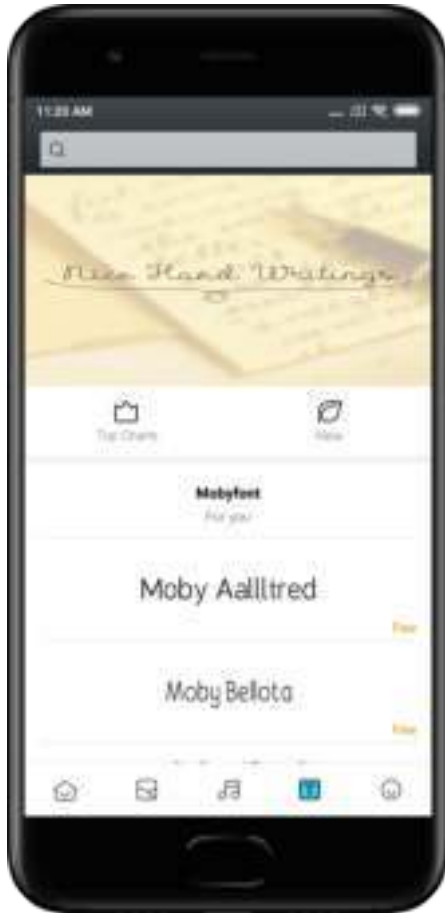 11:20 AM
Nice Hand Writings
Top Charts
New
Mobyfont
For you
Moby Aallltred
Free
Moby Bellota
Free